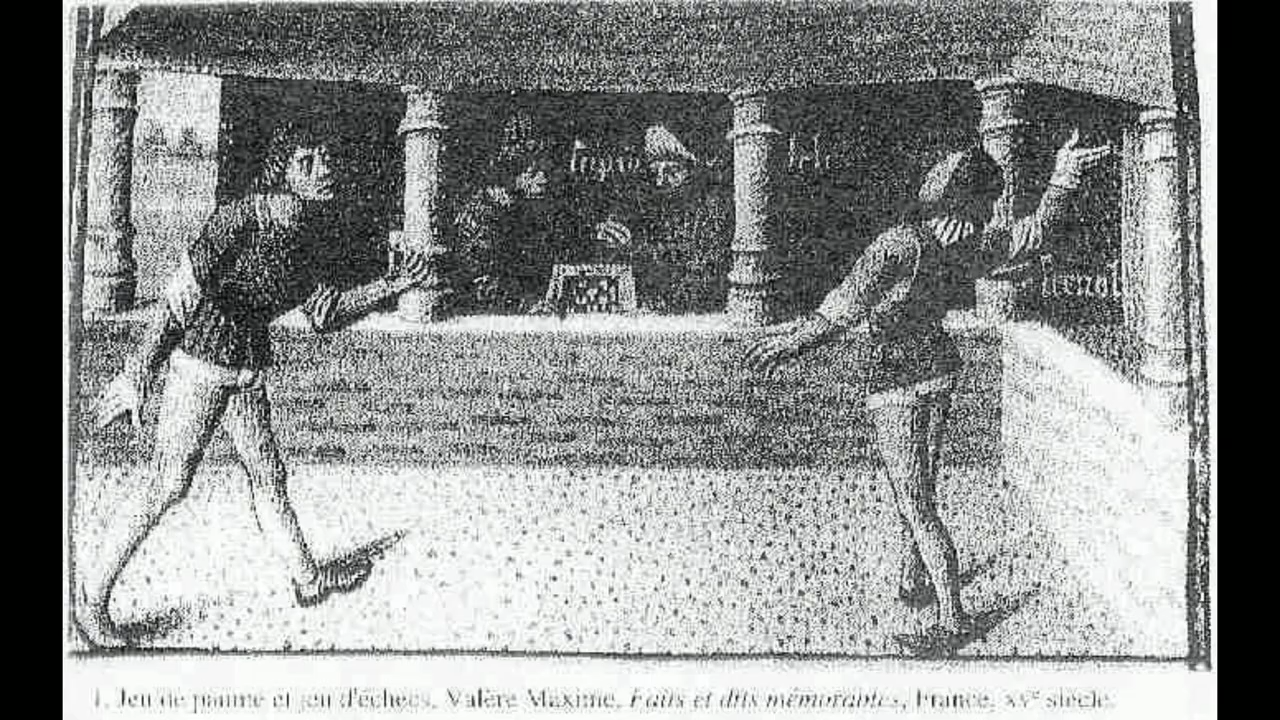 1. Jeu de paume et jeu d'échecs. Valère Maxime, Faits et dits mémorables, France, XVe siècle.